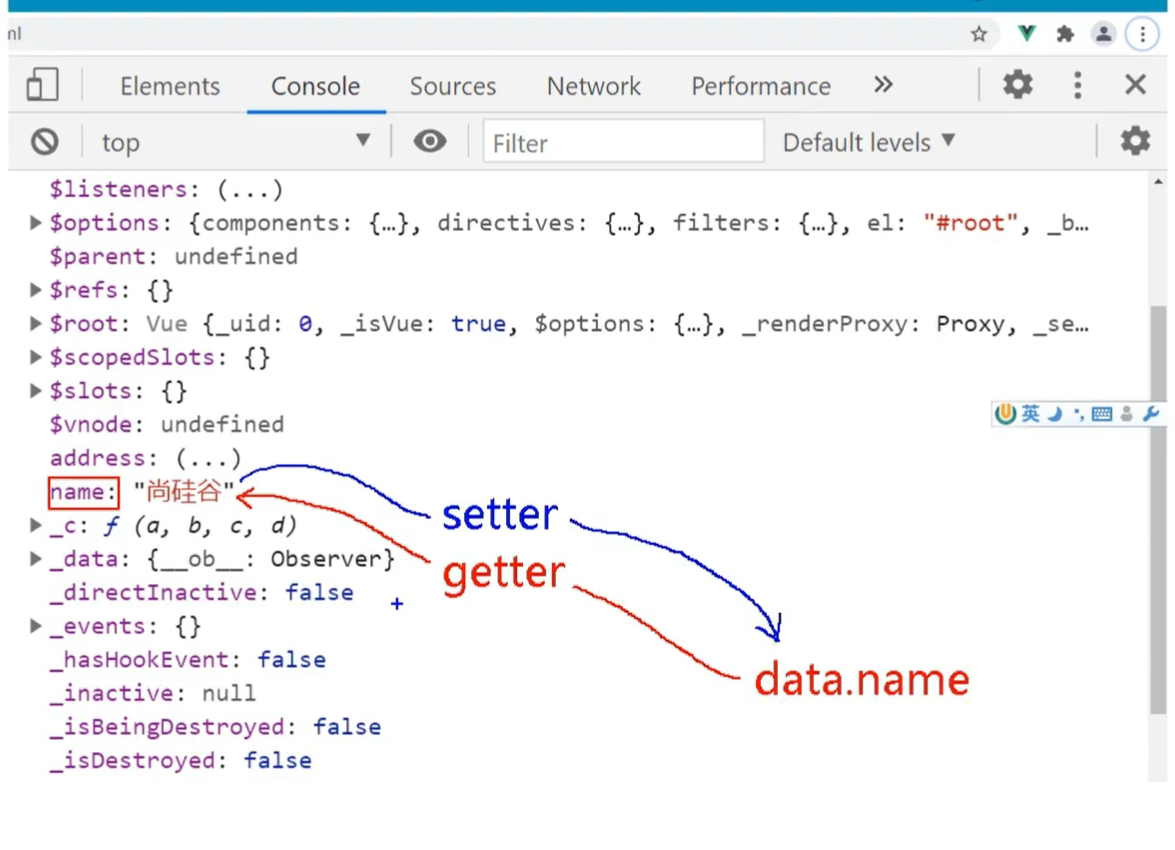 ml
Elements Console Sources Network Performance
top Filter Default levels
$listeners: (...)
$options: {components: {…}, directives: {…}, filters: {…}, el: "#root", _b…
$parent: undefined
$refs: {}
$root: Vue {_uid: 0, _isVue: true, $options: {…}, _renderProxy: Proxy, _se…
$scopedSlots: {}
$slots: {}
$vnode: undefined
英
address: (...)
name: "尚硅谷"
setter
_c: ƒ (a, b, c, d)
_data: {__ob__: Observer}
getter
_directInactive: false
_events: {}
_hasHookEvent: false
data.name
_inactive: null
_isBeingDestroyed: false
_isDestroyed: false